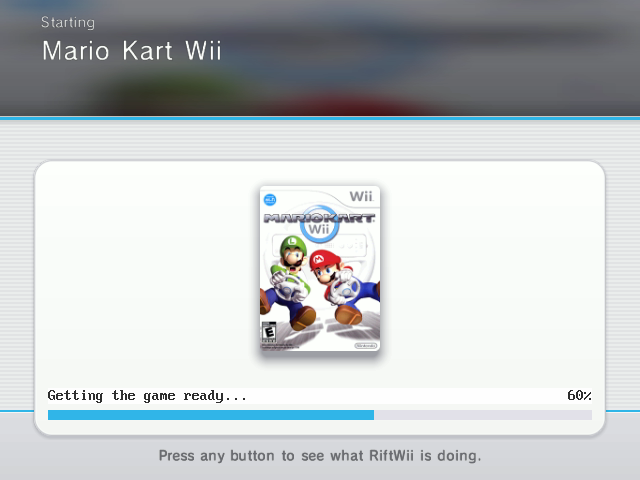 Starting
Mario Kart Wii
Wii
MARIOKART
Wii
E
Nintendo
Getting the game ready...
60%
Press any button to see what RiftWii is doing.